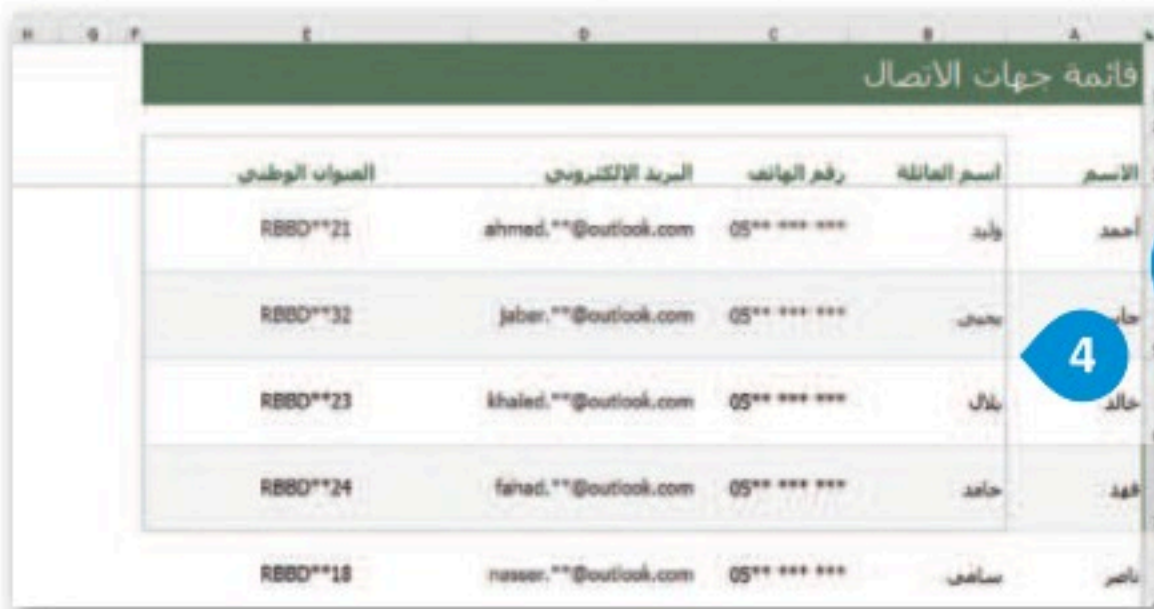 A B C D E F G H
قائمة جهات الاتصال
الاسم اسم العائلة رقم الهاتف البريد الإلكتروني العنوان الوطني
أحمد وليد 05** *** *** ahmed.**@outlook.com RBBD**21
جاب يحيى 05** *** *** jaber.**@outlook.com RBBD**32
خالد بلال 05** *** *** khaled.**@outlook.com RBBD**23
4
فهد حامد 05** *** *** fahad.**@outlook.com RBBD**24
ناصر سامي 05** *** *** nasser.**@outlook.com RBBD**18